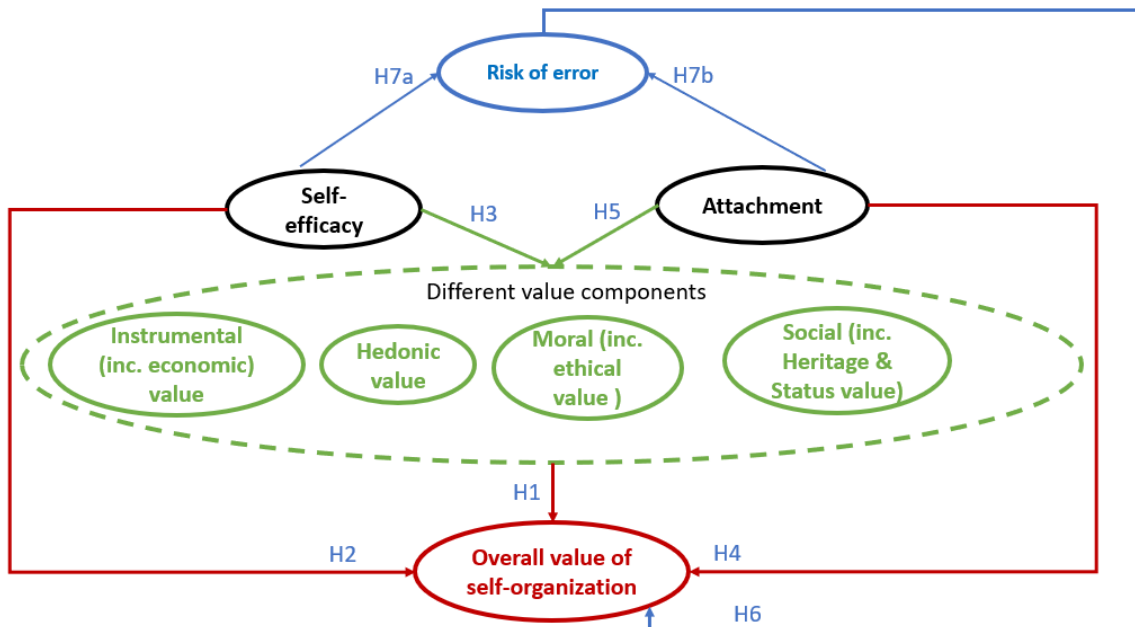 Risk of error
H7a
H7b
Self-
efficacy
Attachment
H3
H5
Different value components
Instrumental
(inc. economic)
value
Hedonic
value
Moral (inc.
ethical
value )
Social (inc.
Heritage &
Status value)
H1
H2
Overall value of
self-organization
H4
H6